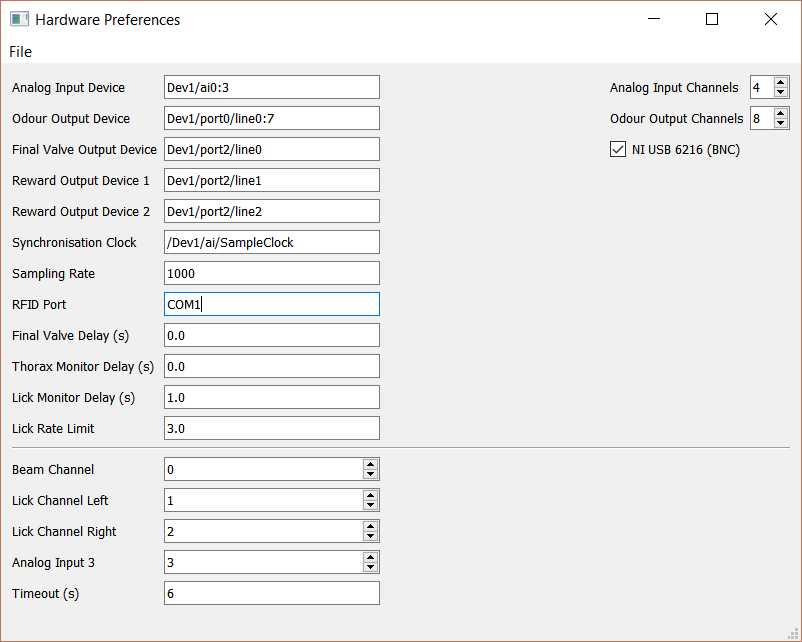 Hardware Preferences
File
Analog Input Device Dev1/ai0:3 Analog Input Channels 4
Odour Output Device Dev1/port0/line0:7 Odour Output Channels 8
Final Valve Output Device Dev1/port2/line0 NI USB 6216 (BNC)
Reward Output Device 1 Dev1/port2/line1
Reward Output Device 2 Dev1/port2/line2
Synchronisation Clock /Dev1/ai/SampleClock
Sampling Rate 1000
RFID Port COM1
Final Valve Delay (s) 0.0
Thorax Monitor Delay (s) 0.0
Lick Monitor Delay (s) 1.0
Lick Rate Limit 3.0
Beam Channel 0
Lick Channel Left 1
Lick Channel Right 2
Analog Input 3 3
Timeout (s) 6